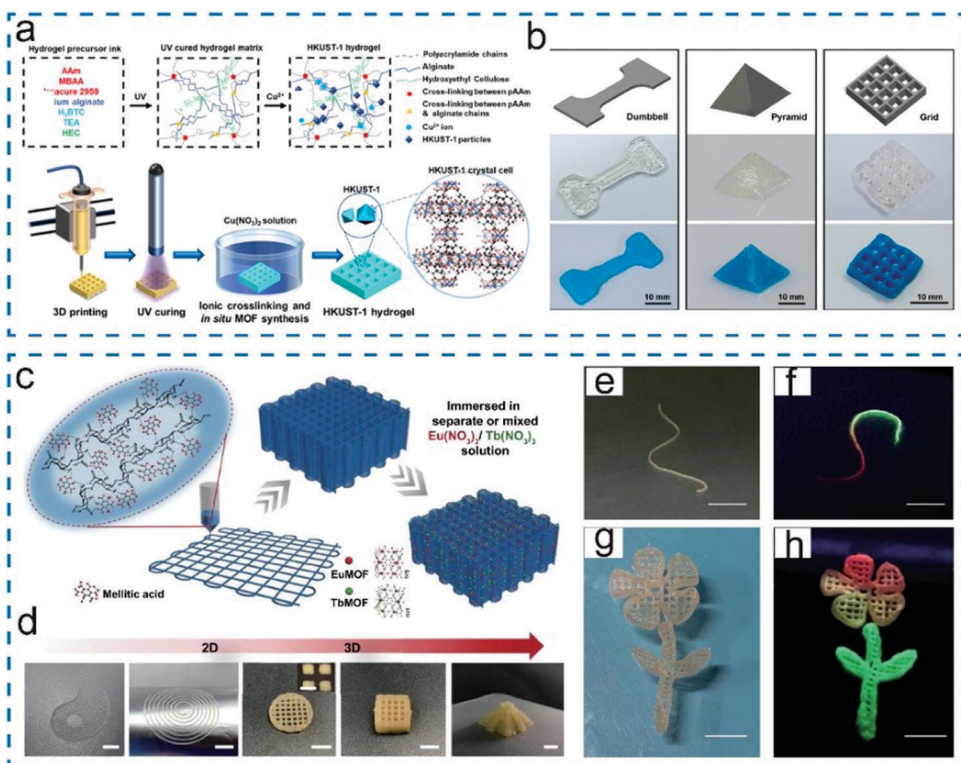 a
Hydrogel precursor ink
AAm
MBAA
acure 2959
ium alginate
H₃BTC
TEA
HEC
UV
UV cured hydrogel matrix
Cu²⁺
HKUST-1 hydrogel
Polyacrylamide chains
Alginate
Hydroxyethyl Cellulose
Cross-linking between pAAm
Cross-linking between pAAm
& alginate chains
Cu²⁺ ion
HKUST-1 particles
3D printing
UV curing
Cu(NO₃)₂ solution
Ionic crosslinking and
in situ MOF synthesis
HKUST-1
HKUST-1 hydrogel
HKUST-1 crystal cell
b
Dumbbell
Pyramid
Grid
10 mm
10 mm
10 mm
c
Immersed in
separate or mixed
Eu(NO₃)₃/ Tb(NO₃)₃
solution
Mellitic acid
EuMOF
TbMOF
d
2D
3D
e
f
g
h